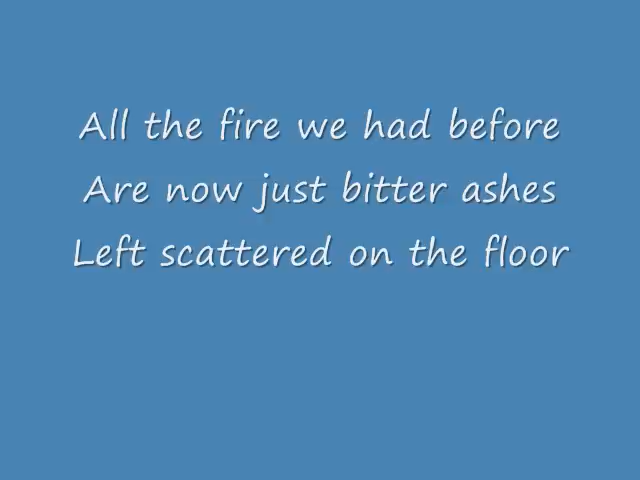 All the fire we had before
Are now just bitter ashes
Left scattered on the floor